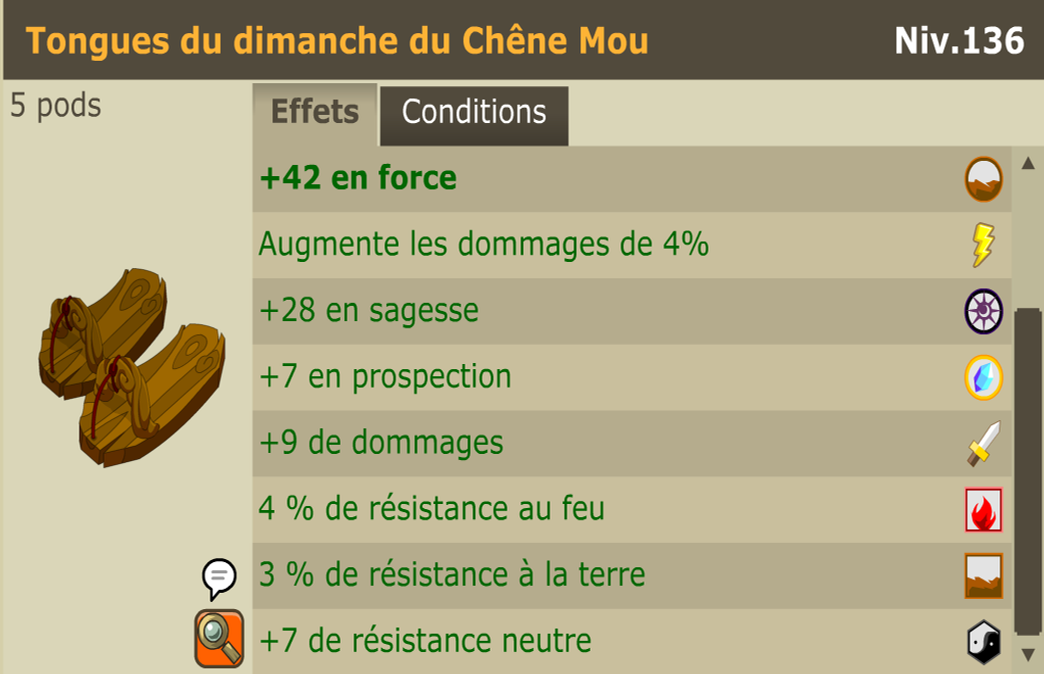 Tongues du dimanche du Chêne Mou
Niv.136
5 pods
Effets
Conditions
+42 en force
Augmente les dommages de 4%
+28 en sagesse
+7 en prospection
+9 de dommages
4 % de résistance au feu
3 % de résistance à la terre
+7 de résistance neutre